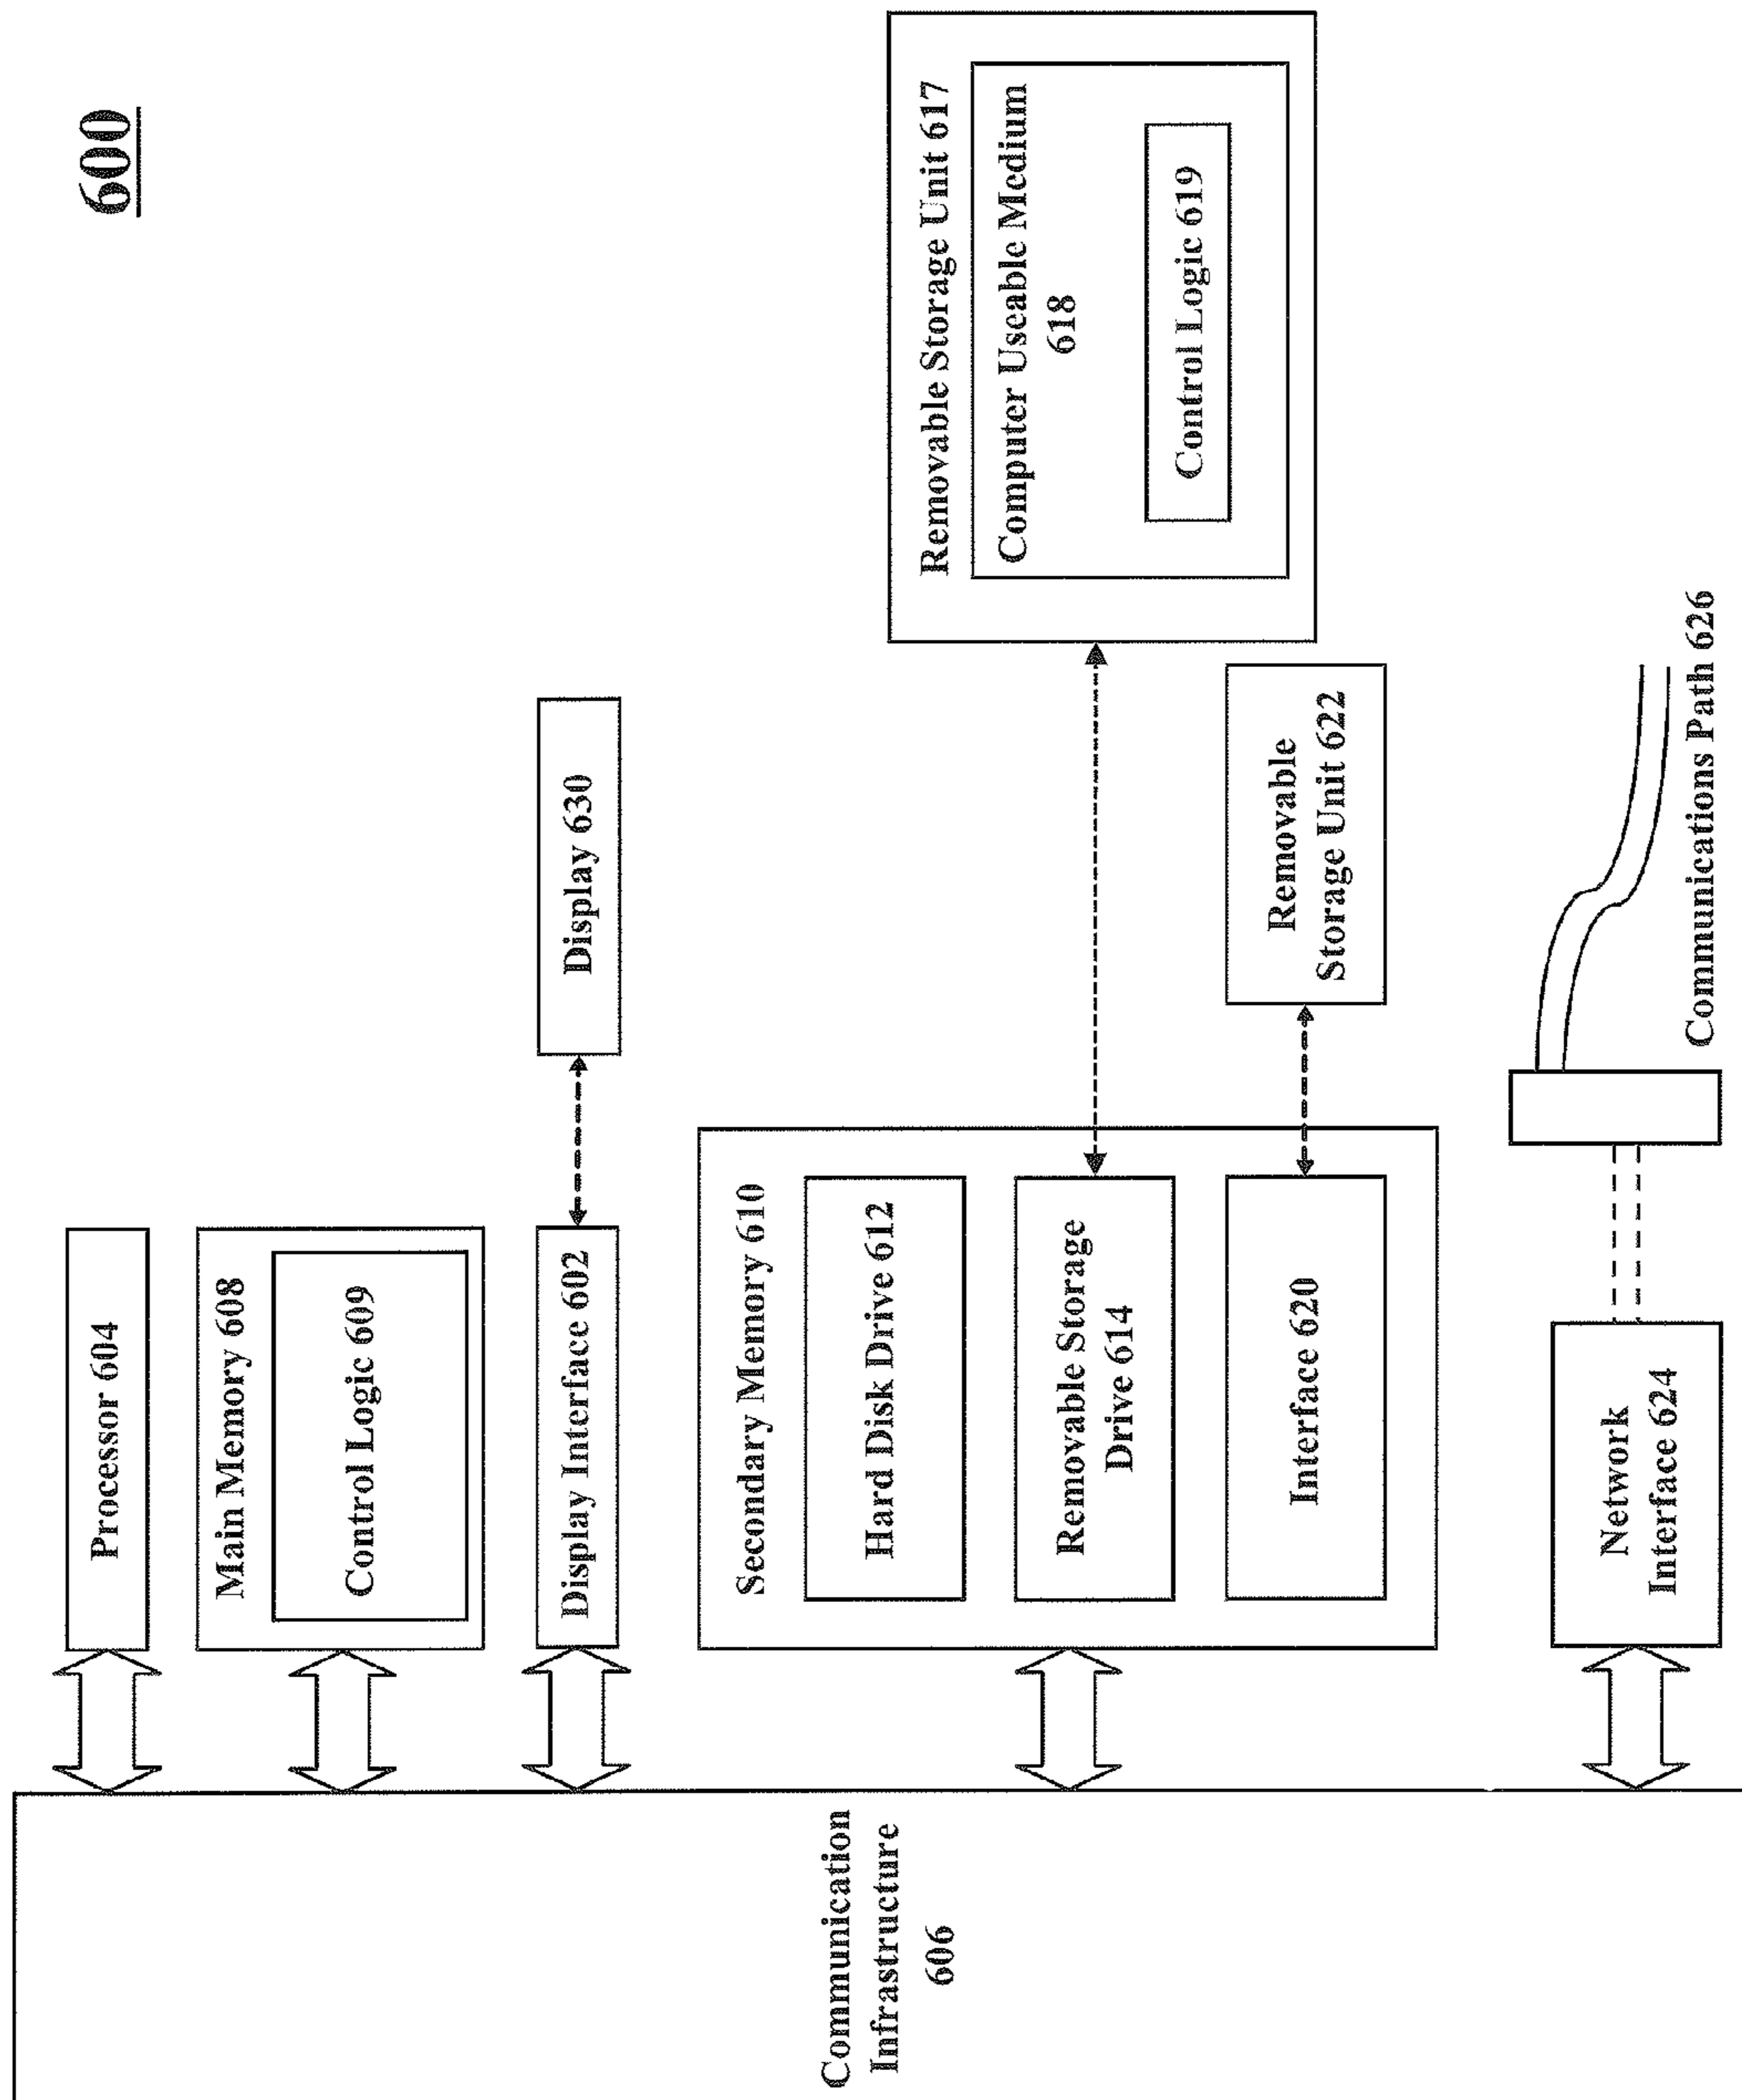 600
Processor 604
Main Memory 608
Control Logic 609
Display Interface 602
Display 630
Communication
Infrastructure
606
Secondary Memory 610
Hard Disk Drive 612
Removable Storage
Drive 614
Interface 620
Removable Storage Unit 617
Computer Useable Medium
618
Control Logic 619
Removable
Storage Unit 622
Network
Interface 624
Communications Path 626